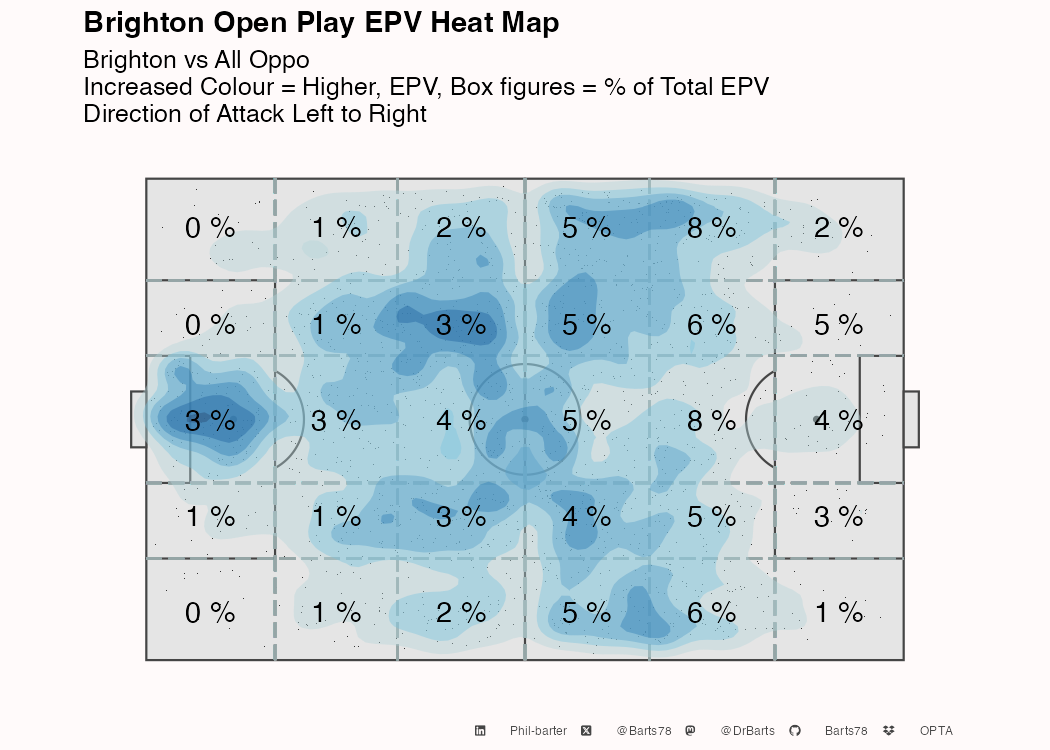 Brighton Open Play EPV Heat Map
Brighton vs All Oppo
Increased Colour = Higher, EPV, Box figures = % of Total EPV
Direction of Attack Left to Right
0 % 1 % 2 % 5 % 8 % 2 %
0 % 1 % 3 % 5 % 6 % 5 %
3 % 3 % 4 % 5 % 8 % 4 %
1 % 1 % 3 % 4 % 5 % 3 %
0 % 1 % 2 % 5 % 6 % 1 %
Phil-barter @Barts78 @DrBarts Barts78 OPTA